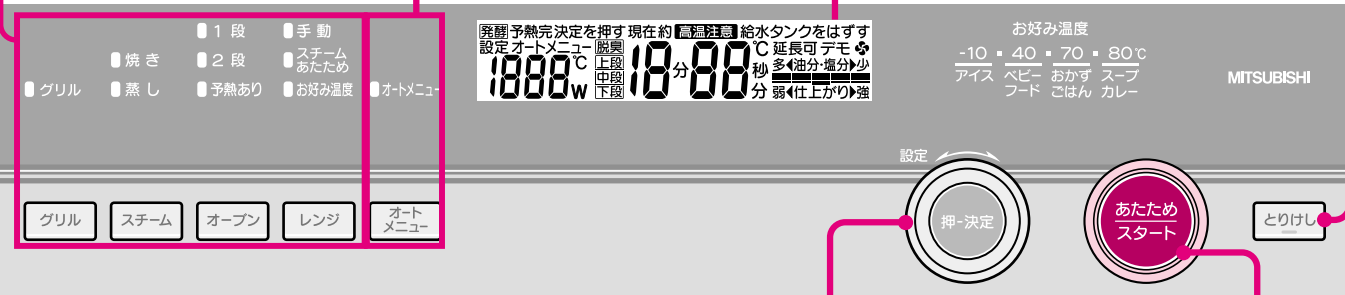 グリル
焼き
蒸し
1 段
2 段
予熱あり
手動
スチーム
あたため
お好み温度
オートメニュー
発酵 予熱完 決定を押す 現在 約 高温注意 給水タンクをはずす
設定 オートメニュー 脱臭 ℃ 延長可 デモ
1888 ℃ W
上段
中段
下段
18 分 88 秒 分
多 油分・塩分 少
弱 仕上がり 強
お好み温度
-10 40 70 80℃
アイス ベビー おかず スープ
フード ごはん カレー
MITSUBISHI
グリル
スチーム
オーブン
レンジ
オート
メニュー
設定
押-決定
あたため
スタート
とりけし